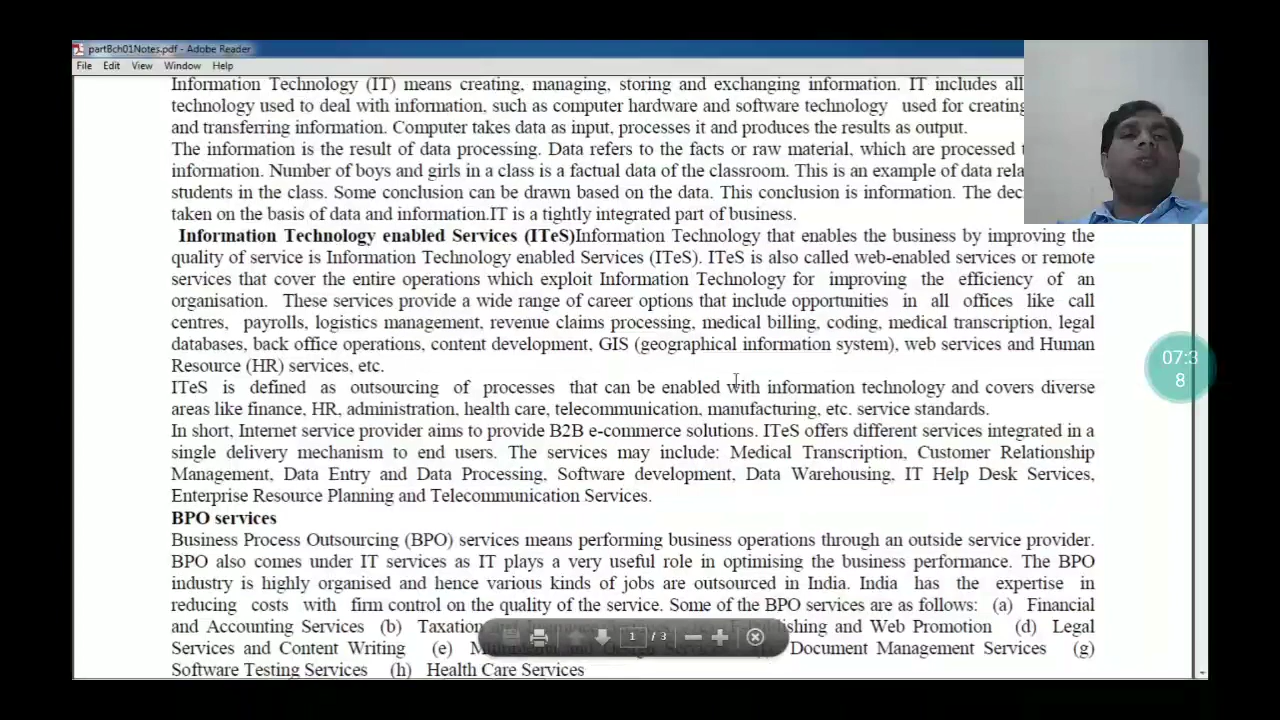 partBch01Notes.pdf - Adobe Reader
File Edit View Window Help
Information Technology (IT) means creating, managing, storing and exchanging information. IT includes all
technology used to deal with information, such as computer hardware and software technology used for creating
and transferring information. Computer takes data as input, processes it and produces the results as output.
The information is the result of data processing. Data refers to the facts or raw material, which are processed
information. Number of boys and girls in a class is a factual data of the classroom. This is an example of data
students in the class. Some conclusion can be drawn based on the data. This conclusion is information. The
taken on the basis of data and information.IT is a tightly integrated part of business.
Information Technology enabled Services (ITeS)Information Technology that enables the business by improving the
quality of service is Information Technology enabled Services (ITeS). ITeS is also called web-enabled services or remote
services that cover the entire operations which exploit Information Technology for improving the efficiency of an
organisation. These services provide a wide range of career options that include opportunities in all offices like call
centres, payrolls, logistics management, revenue claims processing, medical billing, coding, medical transcription, legal
databases, back office operations, content development, GIS (geographical information system), web services and Human
Resource (HR) services, etc.
07:3
8
ITeS is defined as outsourcing of processes that can be enabled with information technology and covers diverse
areas like finance, HR, administration, health care, telecommunication, manufacturing, etc. service standards.
In short, Internet service provider aims to provide B2B e-commerce solutions. ITeS offers different services integrated in a
single delivery mechanism to end users. The services may include: Medical Transcription, Customer Relationship
Management, Data Entry and Data Processing, Software development, Data Warehousing, IT Help Desk Services,
Enterprise Resource Planning and Telecommunication Services.
BPO services
Business Process Outsourcing (BPO) services means performing business operations through an outside service provider.
BPO also comes under IT services as IT plays a very useful role in optimising the business performance. The BPO
industry is highly organised and hence various kinds of jobs are outsourced in India. India has the expertise in
reducing costs with firm control on the quality of the service. Some of the BPO services are as follows: (a) Financial
and Accounting Services (b) Taxation and Web Promotion (d) Legal
Services and Content Writing (e) Document Management Services (g)
Software Testing Services (h) Health Care Services
1 / 3